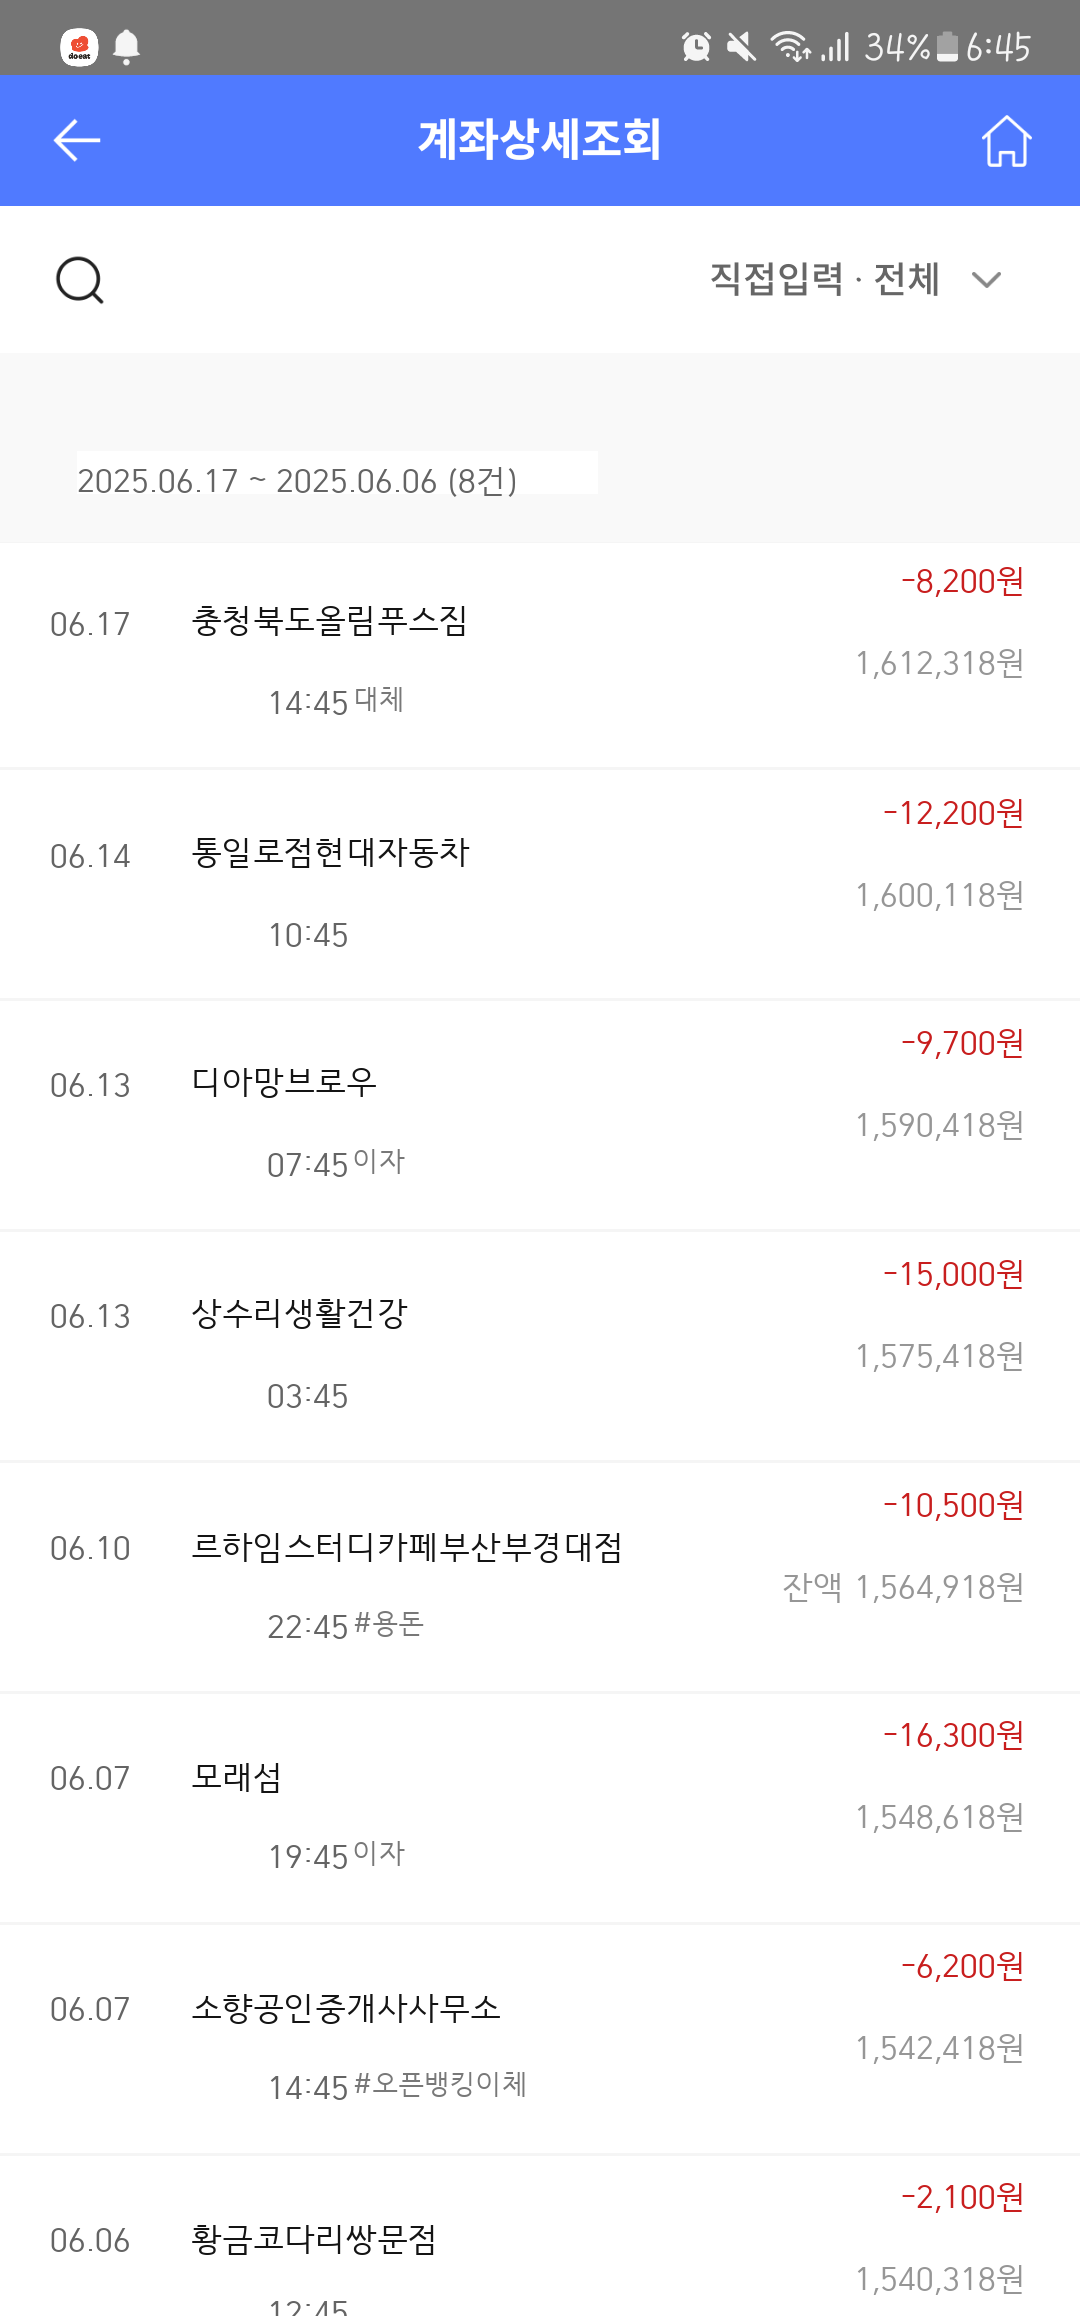 doeat
34% 6:45
계좌상세조회
직접입력 · 전체
2025.06.17 ~ 2025.06.06 (8건)
-8,200원
06.17 충청북도올림푸스짐
1,612,318원
14:45 대체
-12,200원
06.14 통일로점현대자동차
1,600,118원
10:45
-9,700원
06.13 디아망브로우
1,590,418원
07:45 이자
-15,000원
06.13 상수리생활건강
1,575,418원
03:45
-10,500원
06.10 르하임스터디카페부산부경대점
잔액 1,564,918원
22:45 #용돈
-16,300원
06.07 모래섬
1,548,618원
19:45 이자
-6,200원
06.07 소향공인중개사사무소
1,542,418원
14:45 #오픈뱅킹이체
-2,100원
06.06 황금코다리쌍문점
1,540,318원
12:45